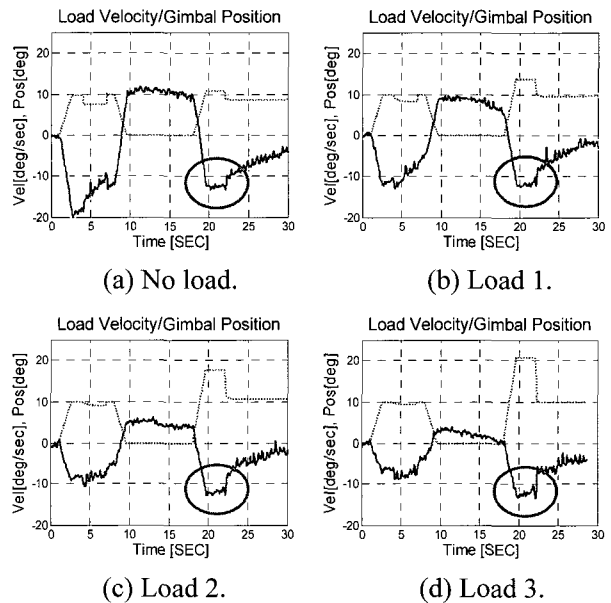 Load Velocity/Gimbal Position
Load Velocity/Gimbal Position
Vel[deg/sec], Pos[deg]
20
10
0
-10
-20
0 5 10 15 20 25 30
Time [SEC]
Vel[deg/sec], Pos[deg]
20
10
0
-10
-20
0 5 10 15 20 25 30
Time [SEC]
(a) No load.
(b) Load 1.
Load Velocity/Gimbal Position
Load Velocity/Gimbal Position
Vel[deg/sec], Pos[deg]
20
10
0
-10
-20
0 5 10 15 20 25 30
Time [SEC]
Vel[deg/sec], Pos[deg]
20
10
0
-10
-20
0 5 10 15 20 25 30
Time [SEC]
(c) Load 2.
(d) Load 3.